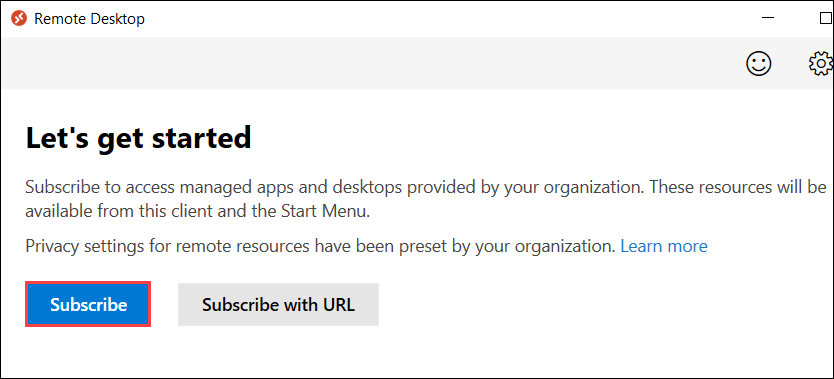 Remote Desktop
Let's get started
Subscribe to access managed apps and desktops provided by your organization. These resources will be
available from this client and the Start Menu.
Privacy settings for remote resources have been preset by your organization. Learn more
Subscribe
Subscribe with URL